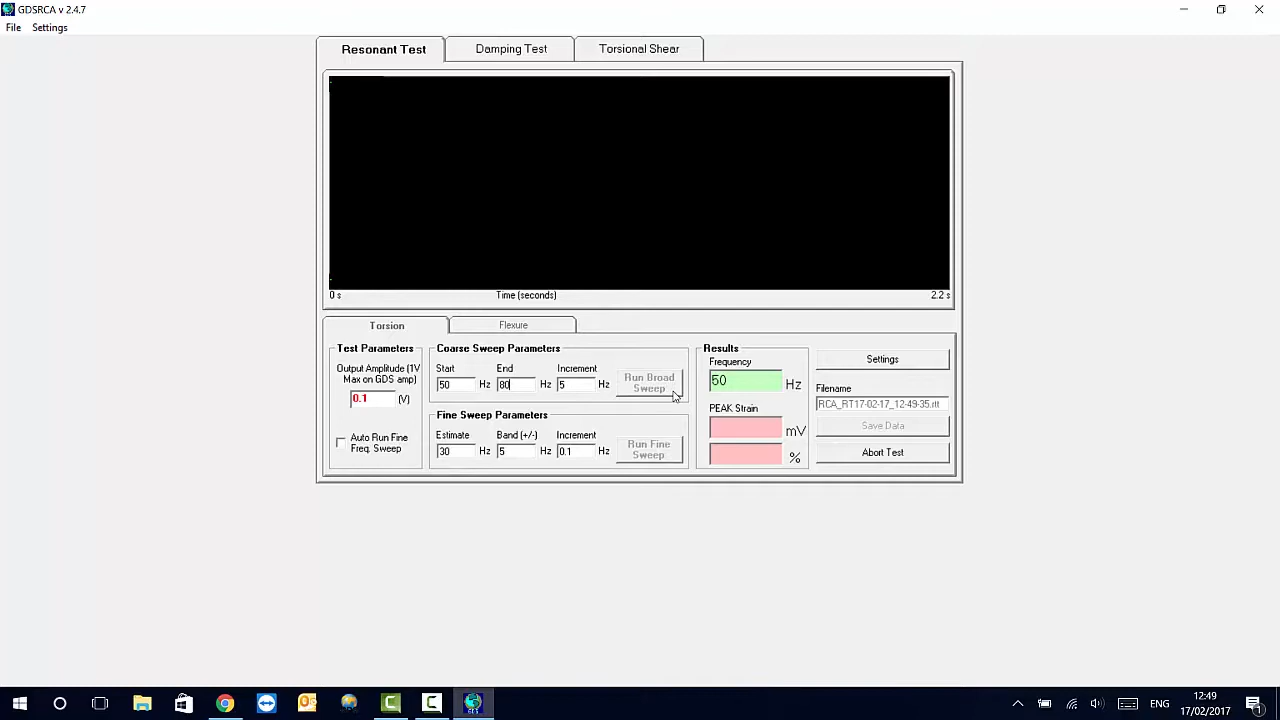 GDSRCA v 2.4.7
File Settings
Resonant Test Damping Test Torsional Shear
0 s Time (seconds) 2.2 s
Torsion Flexure
Test Parameters
Output Amplitude (1V
Max on GDS amp)
0.1 (V)
Auto Run Fine
Freq. Sweep
Coarse Sweep Parameters
Start End Increment
50 Hz 80 Hz 5 Hz
Run Broad
Sweep
Fine Sweep Parameters
Estimate Band (+/-) Increment
30 Hz 5 Hz 0.1 Hz
Run Fine
Sweep
Results
Frequency
50 Hz
PEAK Strain
mV
%
Settings
Filename
RCA_RT17-02-17_12-49-35.rtt
Save Data
Abort Test
ENG
12:49
17/02/2017